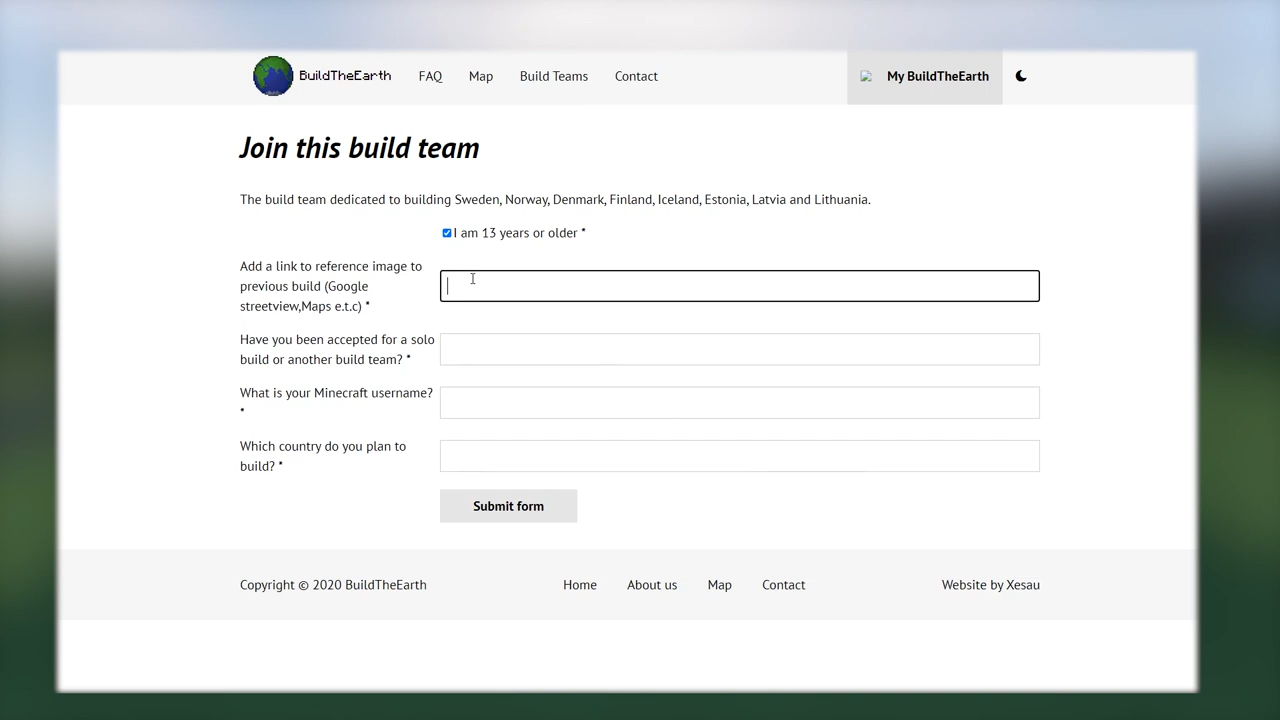 BuildTheEarth FAQ Map Build Teams Contact My BuildTheEarth
Join this build team
The build team dedicated to building Sweden, Norway, Denmark, Finland, Iceland, Estonia, Latvia and Lithuania.
I am 13 years or older *
Add a link to reference image to
previous build (Google
streetview,Maps e.t.c) *
Have you been accepted for a solo
build or another build team? *
What is your Minecraft username?
*
Which country do you plan to
build? *
Submit form
Copyright © 2020 BuildTheEarth Home About us Map Contact Website by Xesau